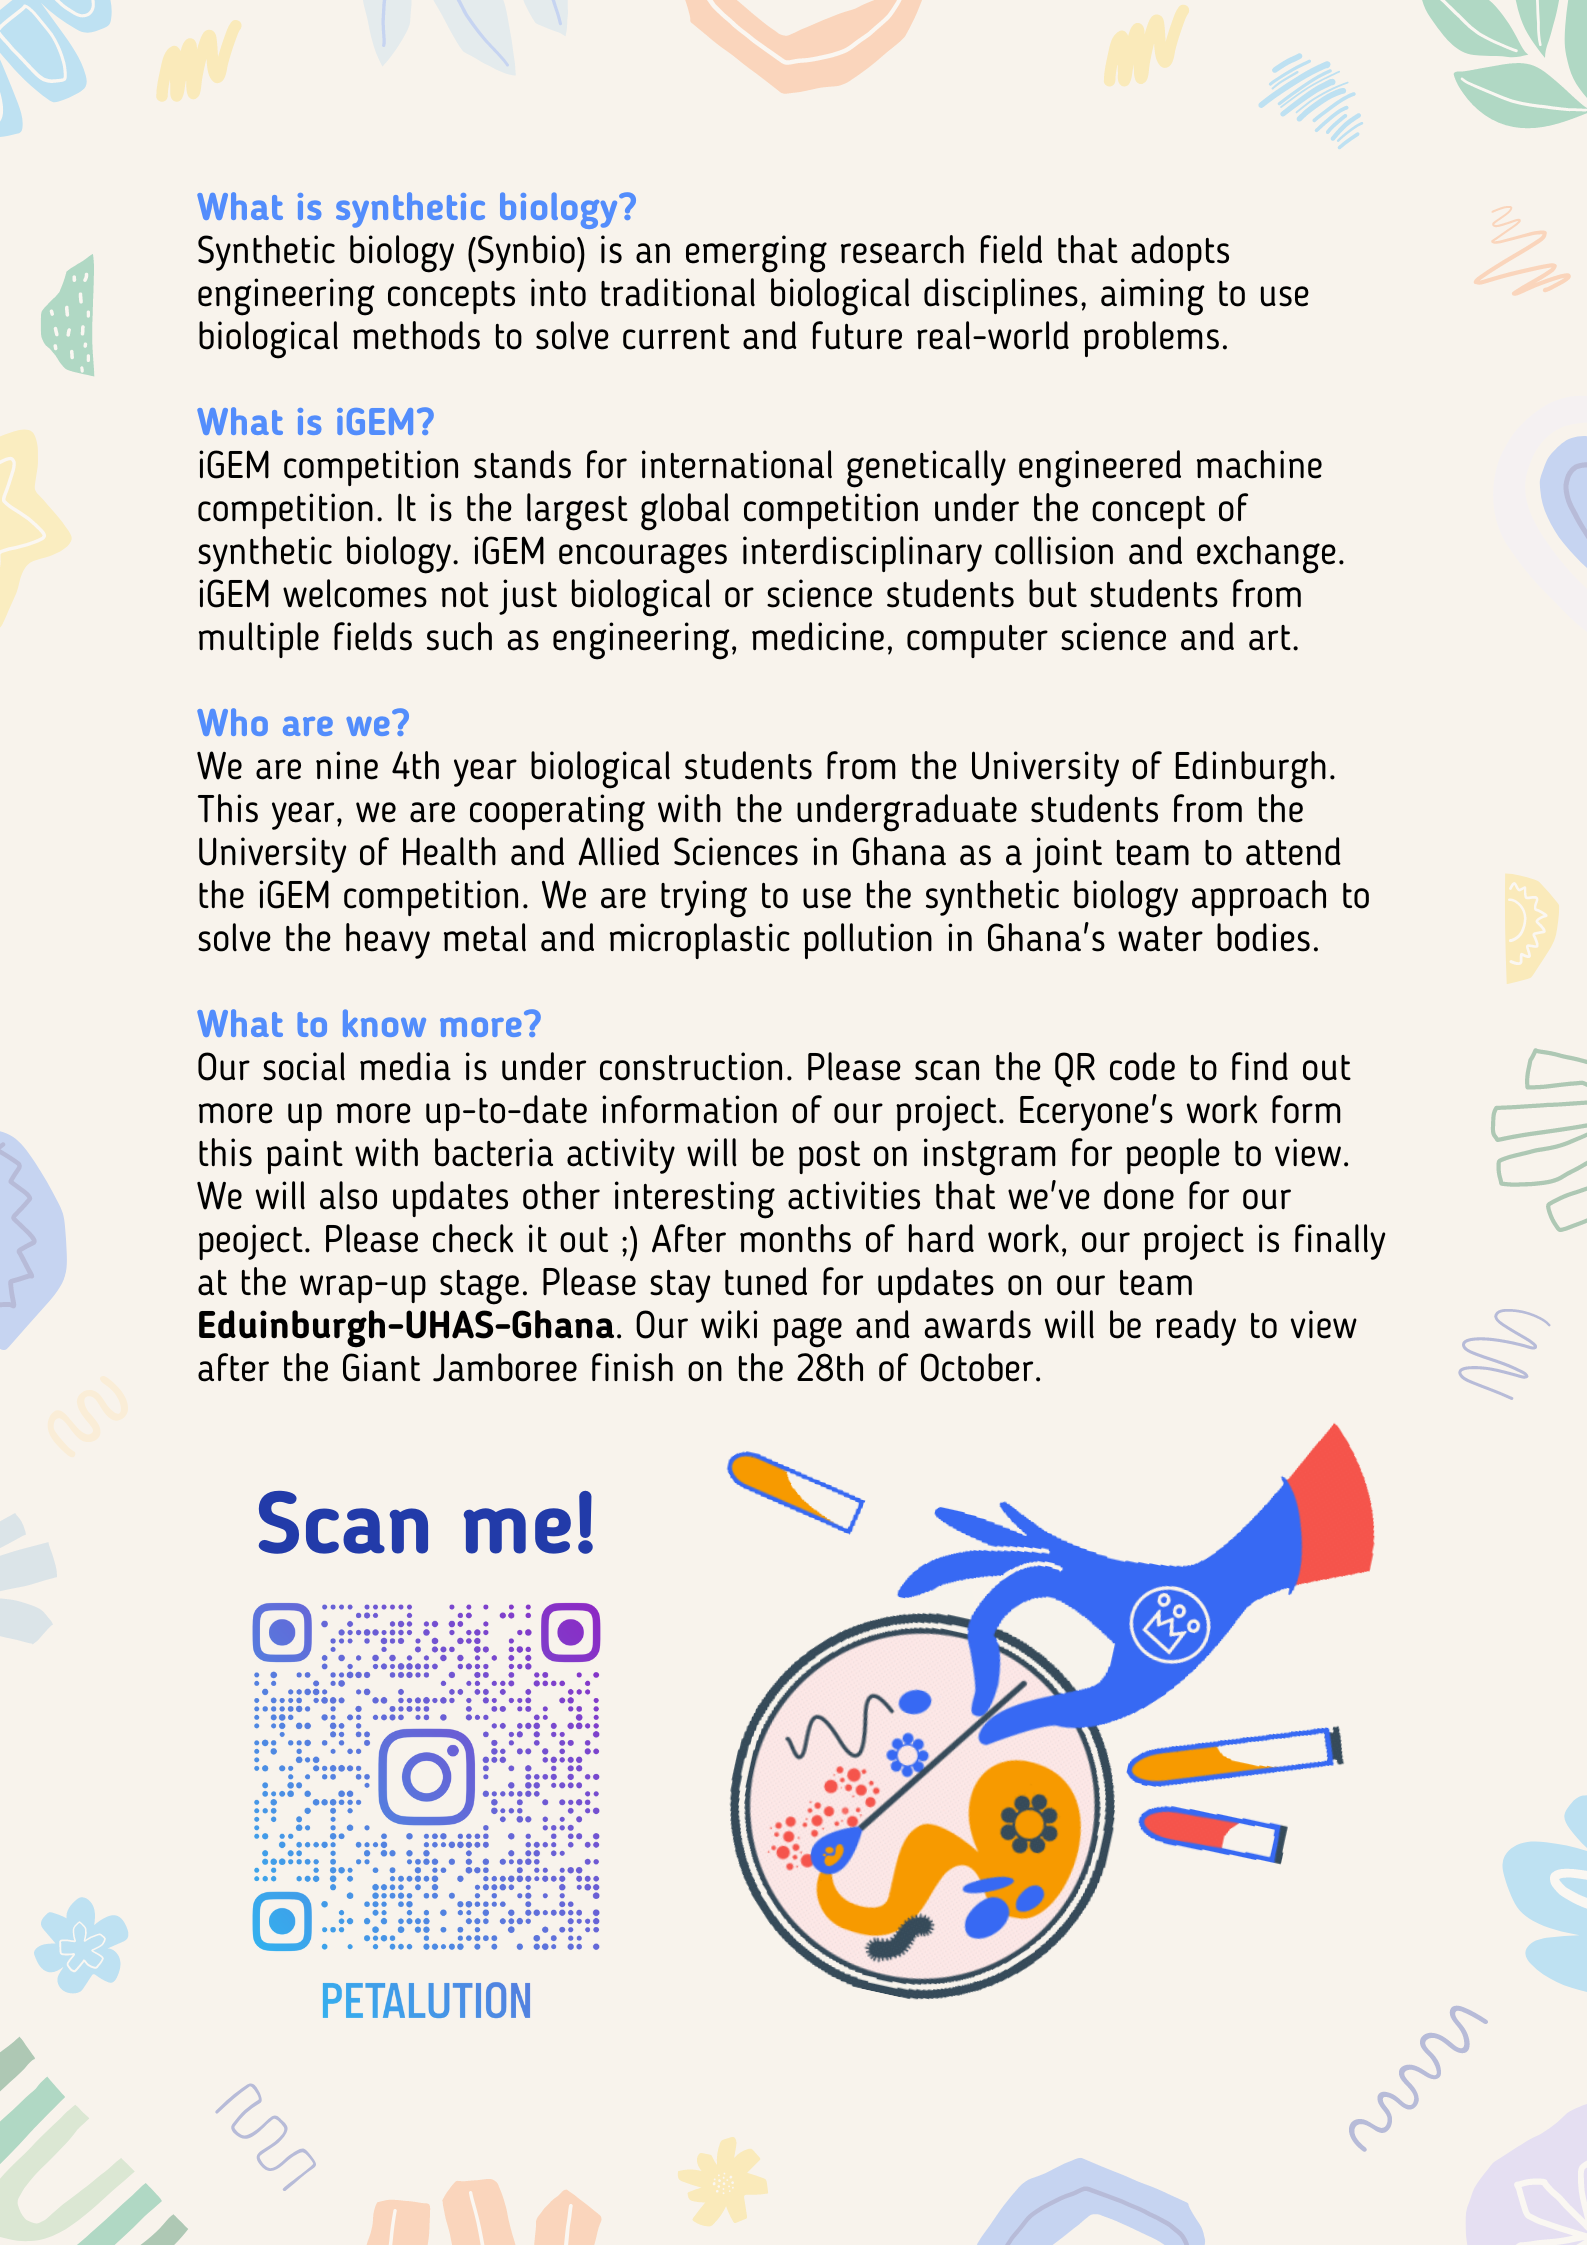 What is synthetic biology?
Synthetic biology (Synbio) is an emerging research field that adopts
engineering concepts into traditional biological disciplines, aiming to use
biological methods to solve current and future real-world problems.
What is iGEM?
iGEM competition stands for international genetically engineered machine
competition. It is the largest global competition under the concept of
synthetic biology. iGEM encourages interdisciplinary collision and exchange.
iGEM welcomes not just biological or science students but students from
multiple fields such as engineering, medicine, computer science and art.
Who are we?
We are nine 4th year biological students from the University of Edinburgh.
This year, we are cooperating with the undergraduate students from the
University of Health and Allied Sciences in Ghana as a joint team to attend
the iGEM competition. We are trying to use the synthetic biology approach to
solve the heavy metal and microplastic pollution in Ghana's water bodies.
What to know more?
Our social media is under construction. Please scan the QR code to find out
more up more up-to-date information of our project. Eceryone's work form
this paint with bacteria activity will be post on instgram for people to view.
We will also updates other interesting activities that we've done for our
peoject. Please check it out ;) After months of hard work, our project is finally
at the wrap-up stage. Please stay tuned for updates on our team
Eduinburgh-UHAS-Ghana. Our wiki page and awards will be ready to view
after the Giant Jamboree finish on the 28th of October.
Scan me!
PETALUTION